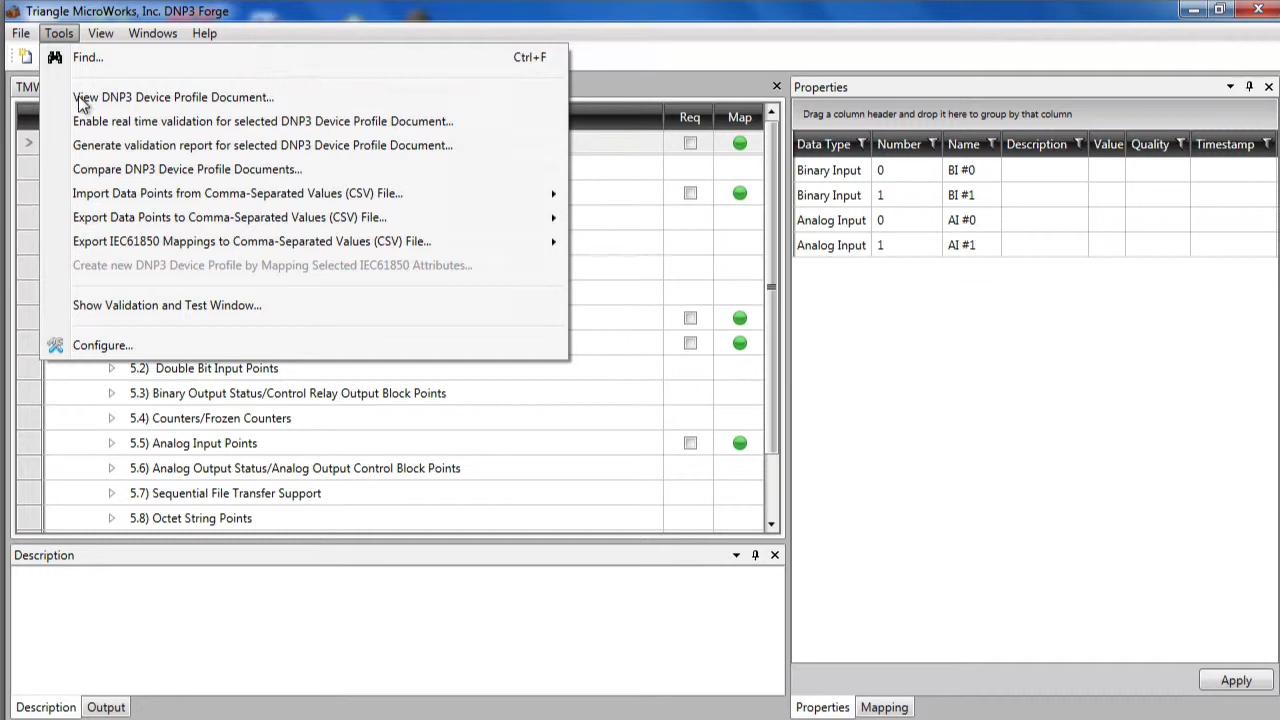 Triangle MicroWorks, Inc. DNP3 Forge
File Tools View Windows Help
Find... Ctrl+F
View DNP3 Device Profile Document...
Enable real time validation for selected DNP3 Device Profile Document...
Generate validation report for selected DNP3 Device Profile Document...
Compare DNP3 Device Profile Documents...
Import Data Points from Comma-Separated Values (CSV) File...
Export Data Points to Comma-Separated Values (CSV) File...
Export IEC61850 Mappings to Comma-Separated Values (CSV) File...
Create new DNP3 Device Profile by Mapping Selected IEC61850 Attributes...
Show Validation and Test Window...
Configure...
TMW
Req Map
5.2) Double Bit Input Points
5.3) Binary Output Status/Control Relay Output Block Points
5.4) Counters/Frozen Counters
5.5) Analog Input Points
5.6) Analog Output Status/Analog Output Control Block Points
5.7) Sequential File Transfer Support
5.8) Octet String Points
Description
Description Output
Properties
Drag a column header and drop it here to group by that column
Data Type Number Name Description Value Quality Timestamp
Binary Input 0 BI #0
Binary Input 1 BI #1
Analog Input 0 AI #0
Analog Input 1 AI #1
Apply
Properties Mapping